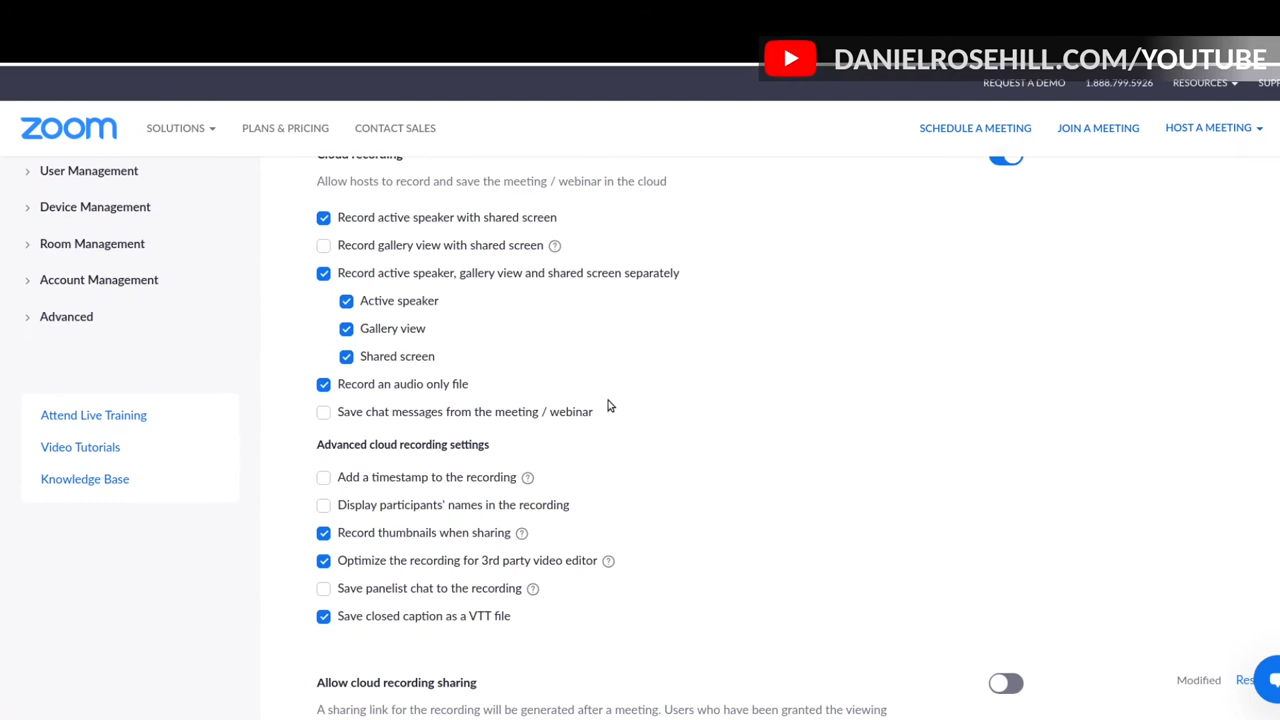 DANIELROSEHILL.COM/YOUTUBE
REQUEST A DEMO 1.888.799.5926 RESOURCES
zoom SOLUTIONS PLANS & PRICING CONTACT SALES SCHEDULE A MEETING JOIN A MEETING HOST A MEETING
Cloud recording
User Management
Allow hosts to record and save the meeting / webinar in the cloud
Device Management
Record active speaker with shared screen
Room Management
Record gallery view with shared screen
Account Management
Record active speaker, gallery view and shared screen separately
Advanced
Active speaker
Gallery view
Shared screen
Record an audio only file
Attend Live Training
Save chat messages from the meeting / webinar
Video Tutorials
Advanced cloud recording settings
Knowledge Base
Add a timestamp to the recording
Display participants' names in the recording
Record thumbnails when sharing
Optimize the recording for 3rd party video editor
Save panelist chat to the recording
Save closed caption as a VTT file
Allow cloud recording sharing Modified
A sharing link for the recording will be generated after a meeting. Users who have been granted the viewing